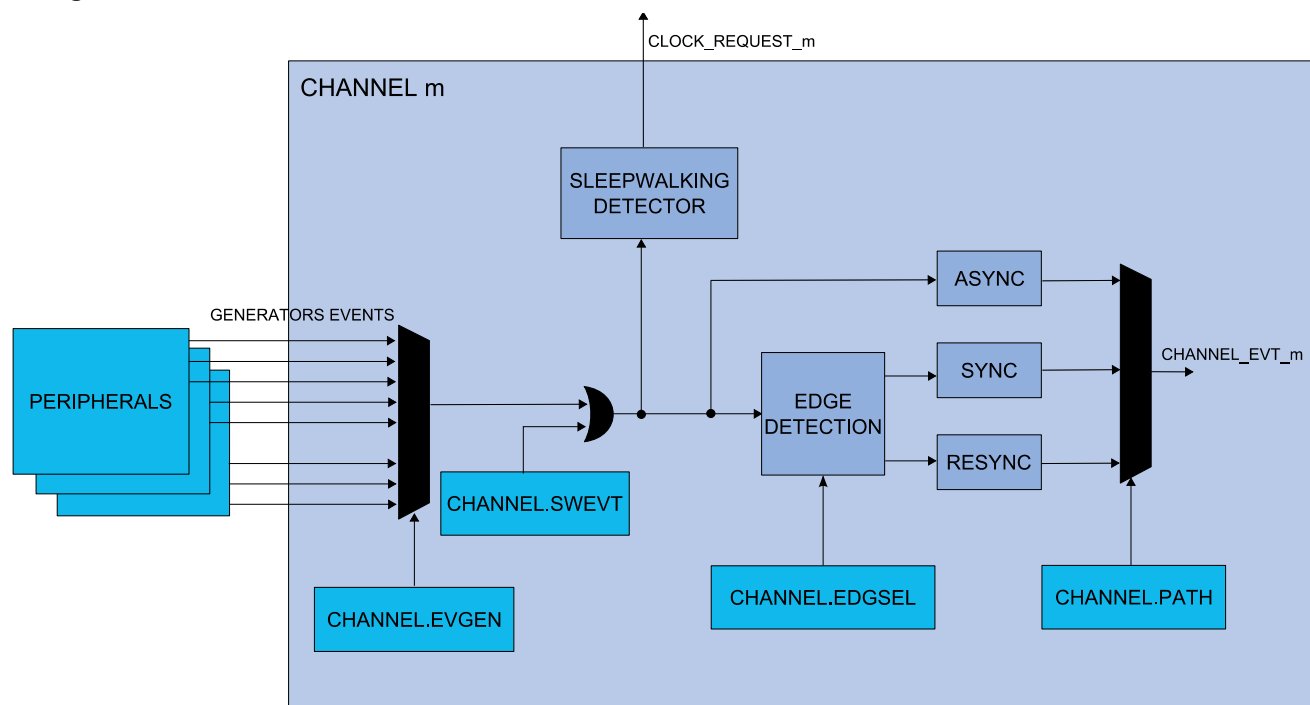 CLOCK_REQUEST_m
CHANNEL m
SLEEPWALKING
DETECTOR
ASYNC
GENERATORS EVENTS
CHANNEL_EVT_m
SYNC
PERIPHERALS
EDGE
DETECTION
RESYNC
CHANNEL.SWEVT
CHANNEL.EDGSEL
CHANNEL.PATH
CHANNEL.EVGEN